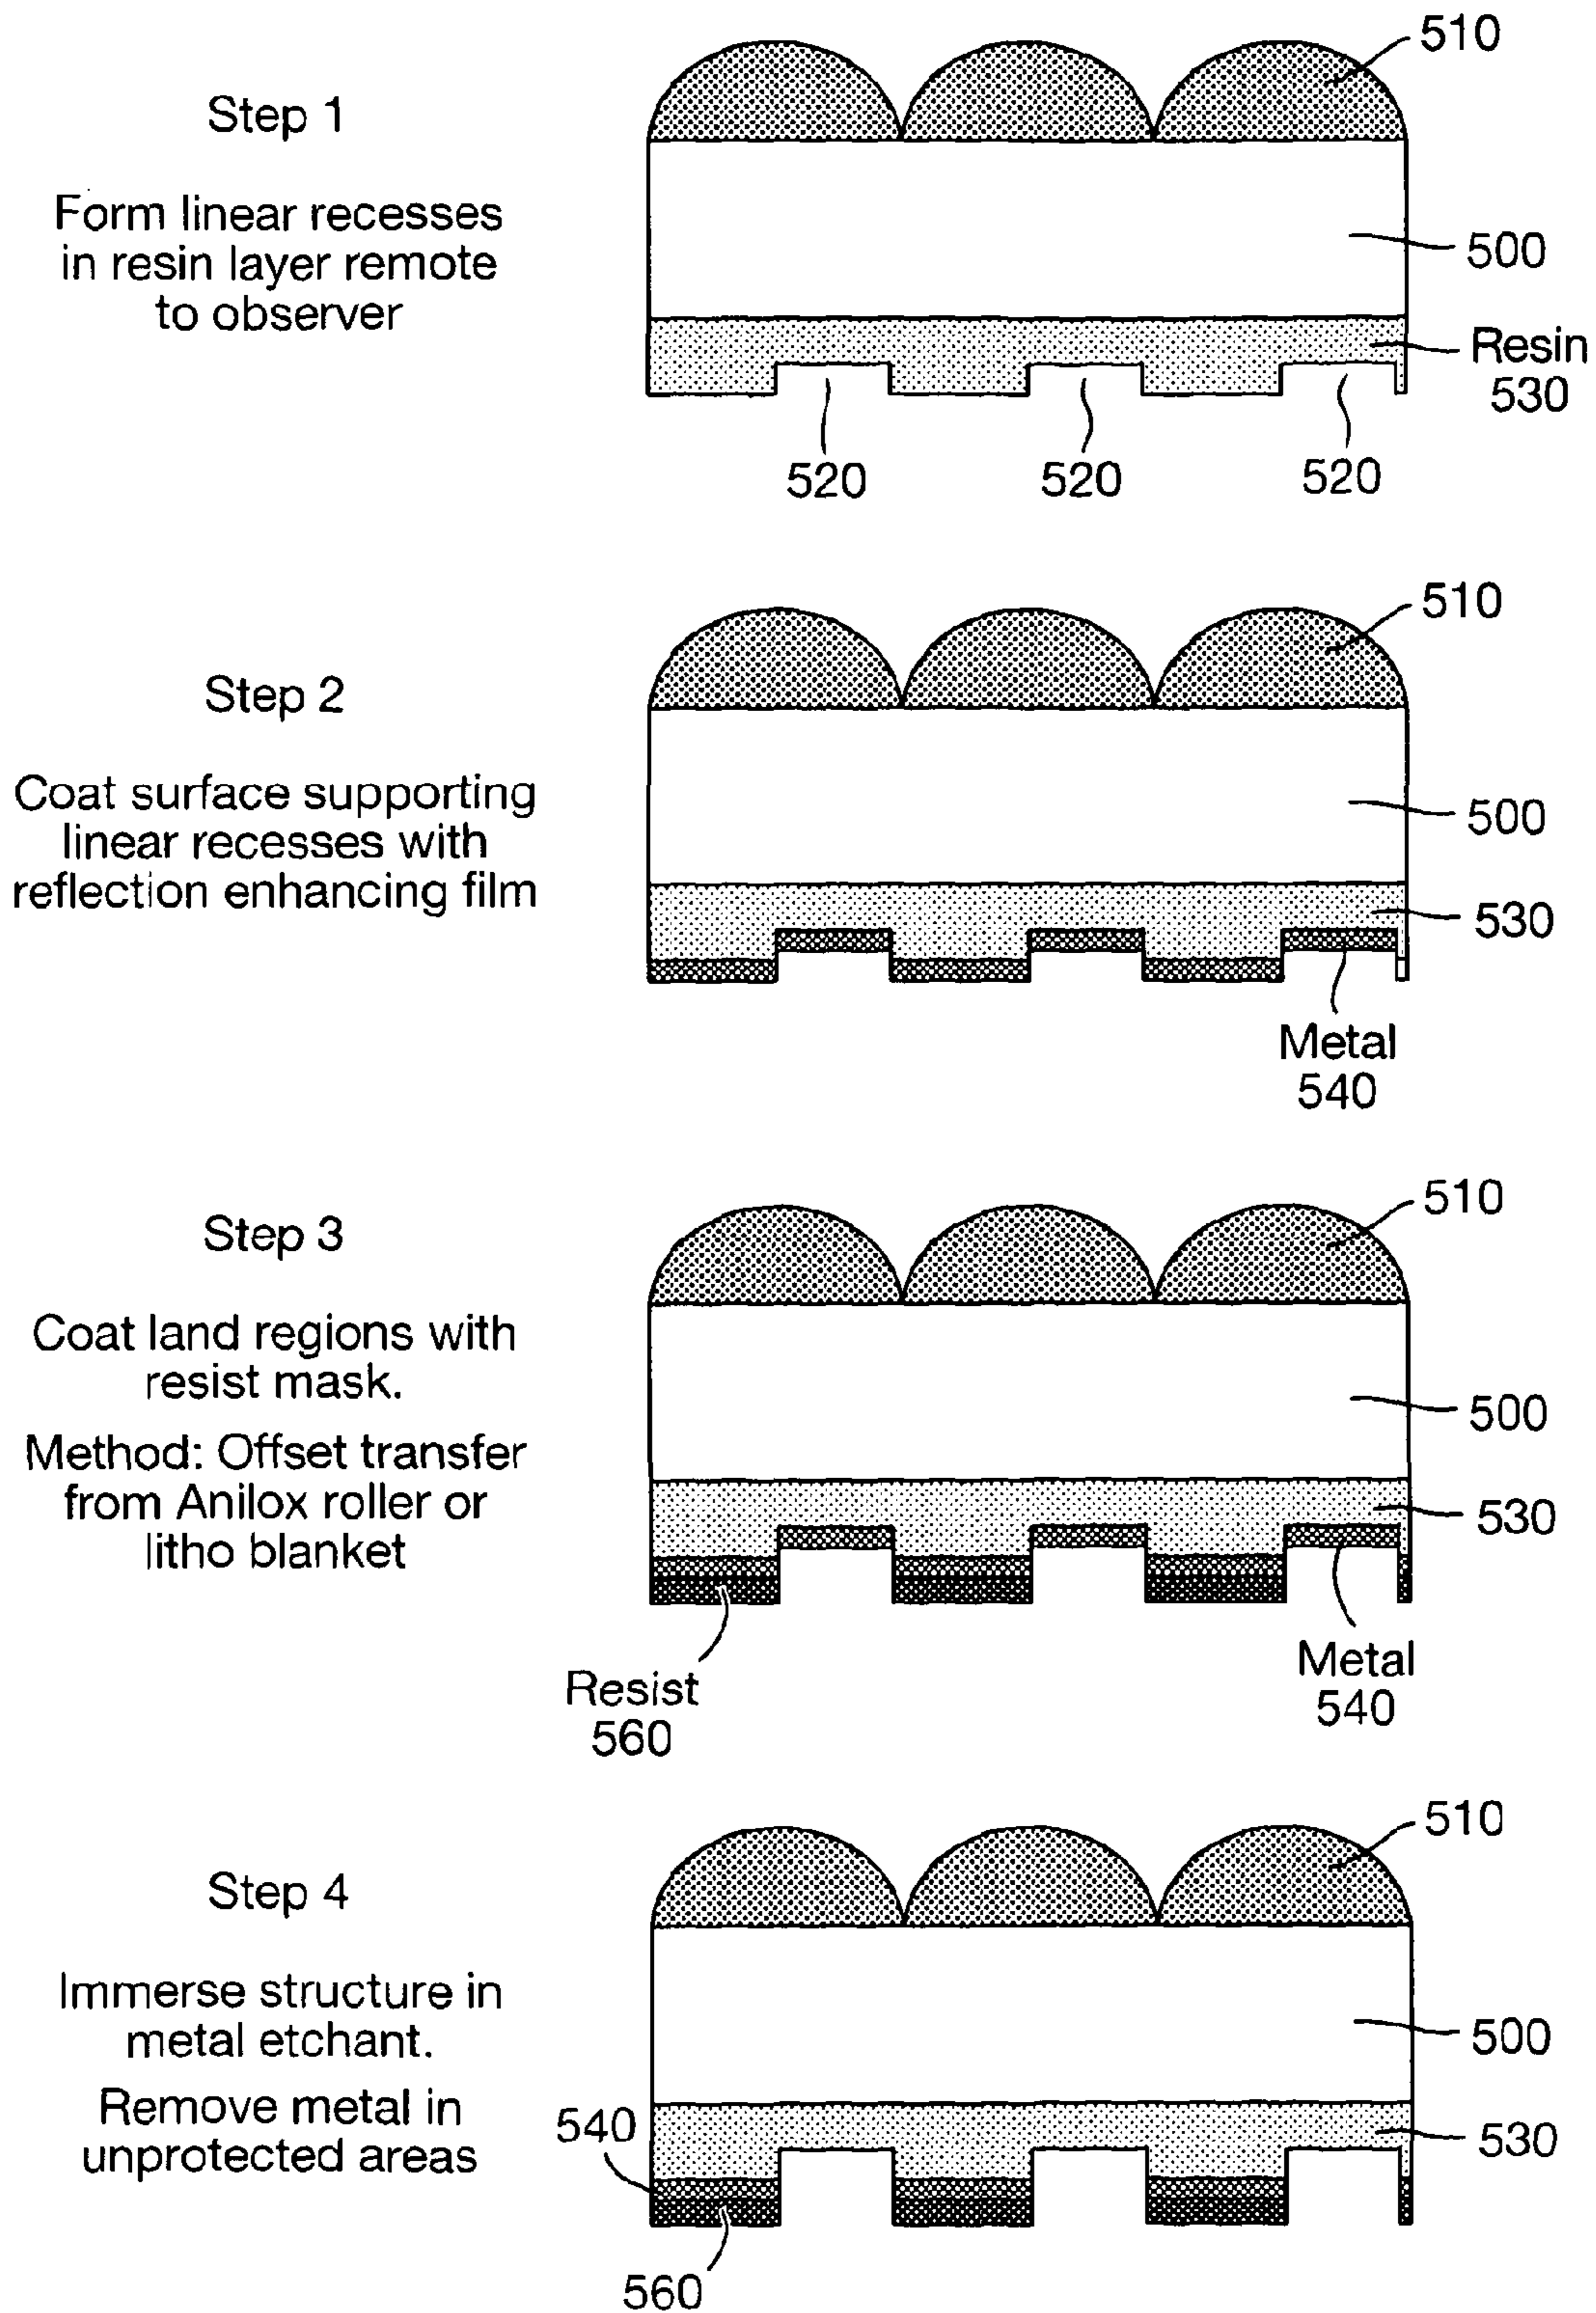 Step 1
Form linear recesses
in resin layer remote
to observer
510
500
Resin
530
520
520
520
Step 2
Coat surface supporting
linear recesses with
reflection enhancing film
510
500
530
Metal
540
Step 3
Coat land regions with
resist mask.
Method: Offset transfer
from Anilox roller or
litho blanket
510
500
530
Resist
560
Metal
540
Step 4
Immerse structure in
metal etchant.
Remove metal in
unprotected areas
510
500
530
540
560